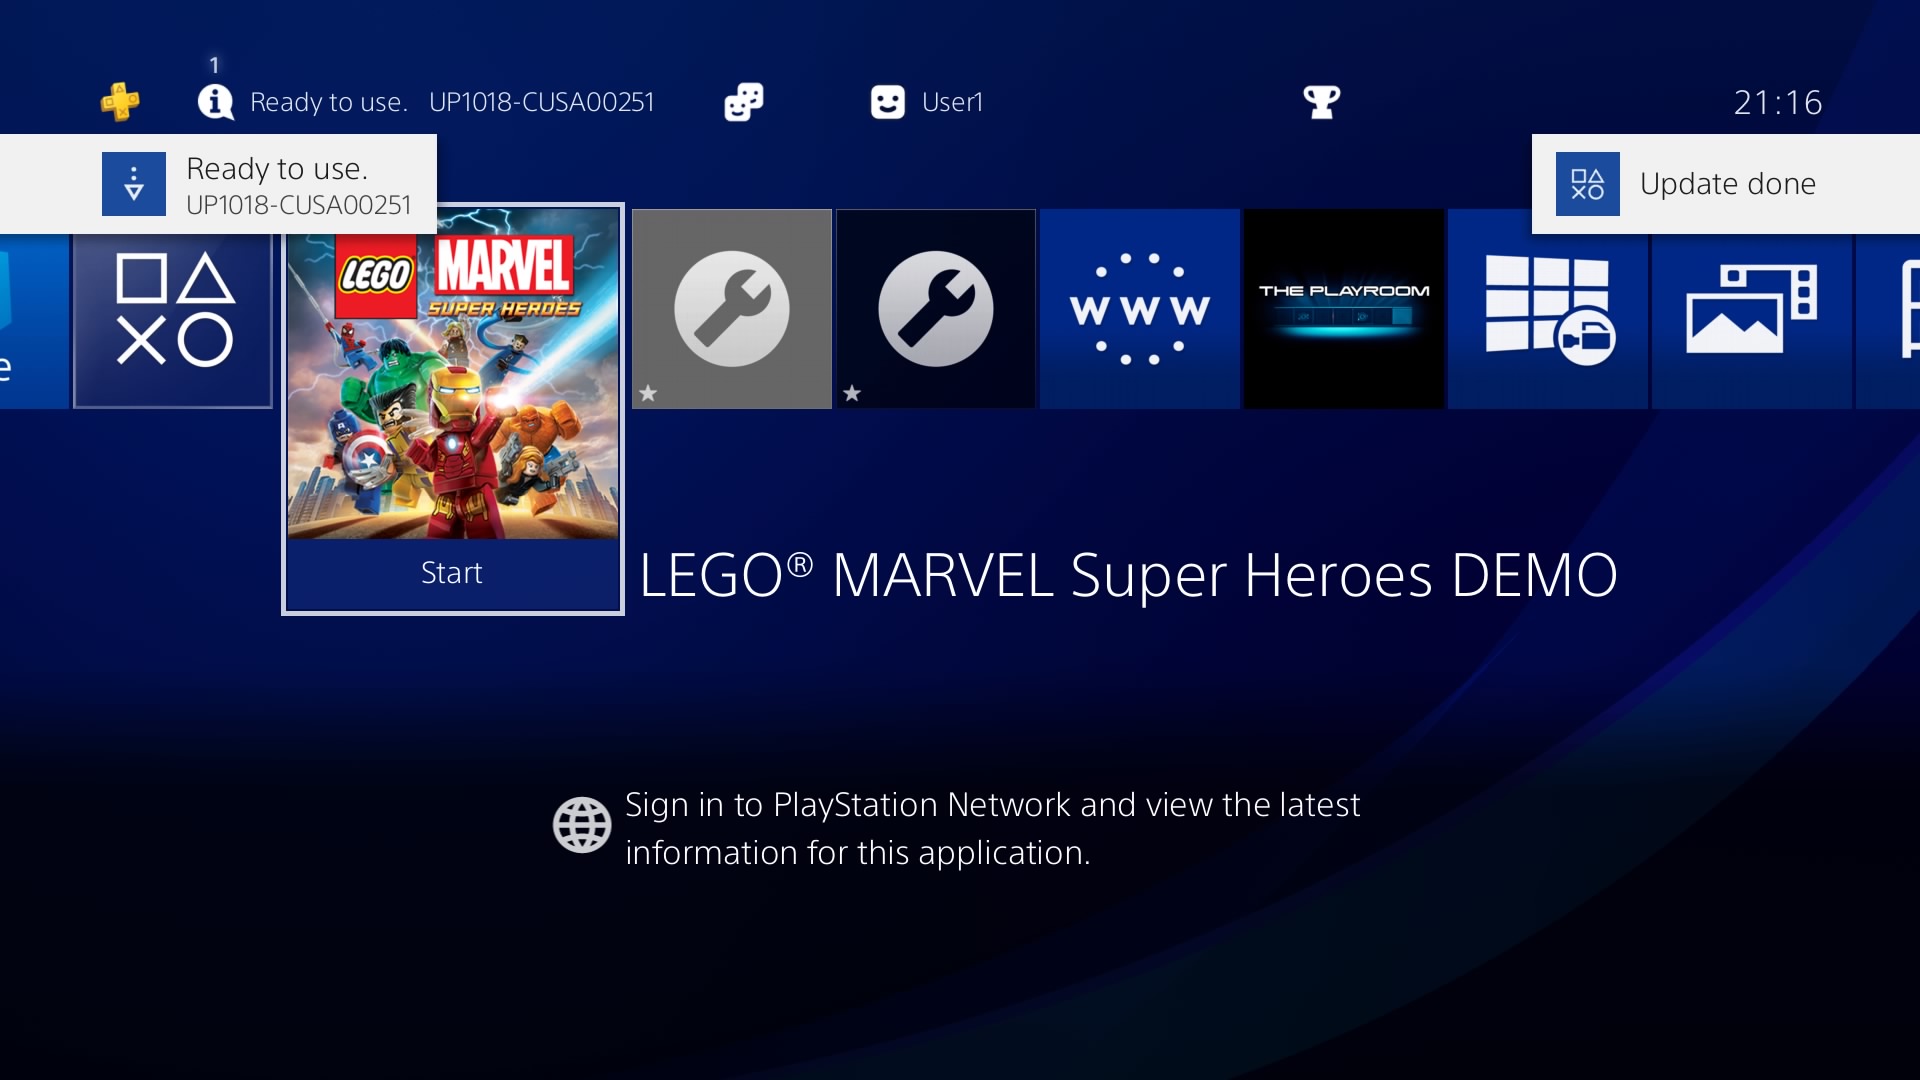 1
Ready to use. UP1018-CUSA00251
User1
21:16
Ready to use.
UP1018-CUSA00251
Update done
e
LEGO
MARVEL
SUPER HEROES
WWW
THE PLAYROOM
Start
LEGO® MARVEL Super Heroes DEMO
Sign in to PlayStation Network and view the latest
information for this application.